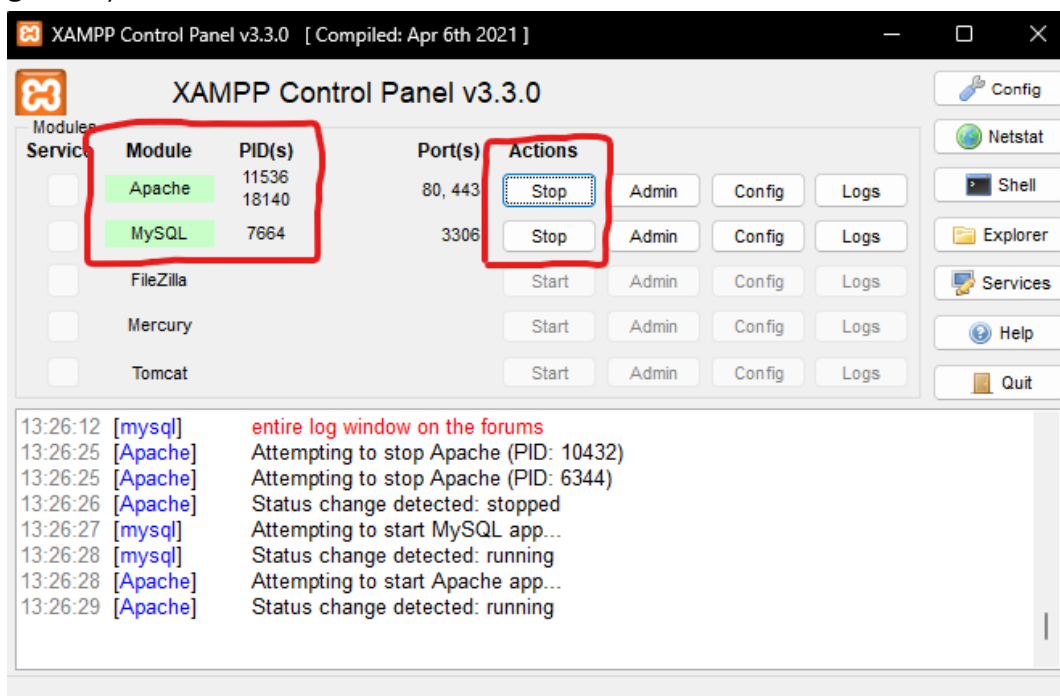 XAMPP Control Panel v3.3.0 [ Compiled: Apr 6th 2021 ]
XAMPP Control Panel v3.3.0
Config
Modules
Service Module PID(s) Port(s) Actions
Netstat
Apache 11536 18140 80, 443 Stop Admin Config Logs
Shell
MySQL 7664 3306 Stop Admin Config Logs
Explorer
FileZilla Start Admin Config Logs
Services
Mercury Start Admin Config Logs
Help
Tomcat Start Admin Config Logs
Quit
13:26:12 [mysql] entire log window on the forums
13:26:25 [Apache] Attempting to stop Apache (PID: 10432)
13:26:25 [Apache] Attempting to stop Apache (PID: 6344)
13:26:26 [Apache] Status change detected: stopped
13:26:27 [mysql] Attempting to start MySQL app...
13:26:28 [mysql] Status change detected: running
13:26:28 [Apache] Attempting to start Apache app...
13:26:29 [Apache] Status change detected: running